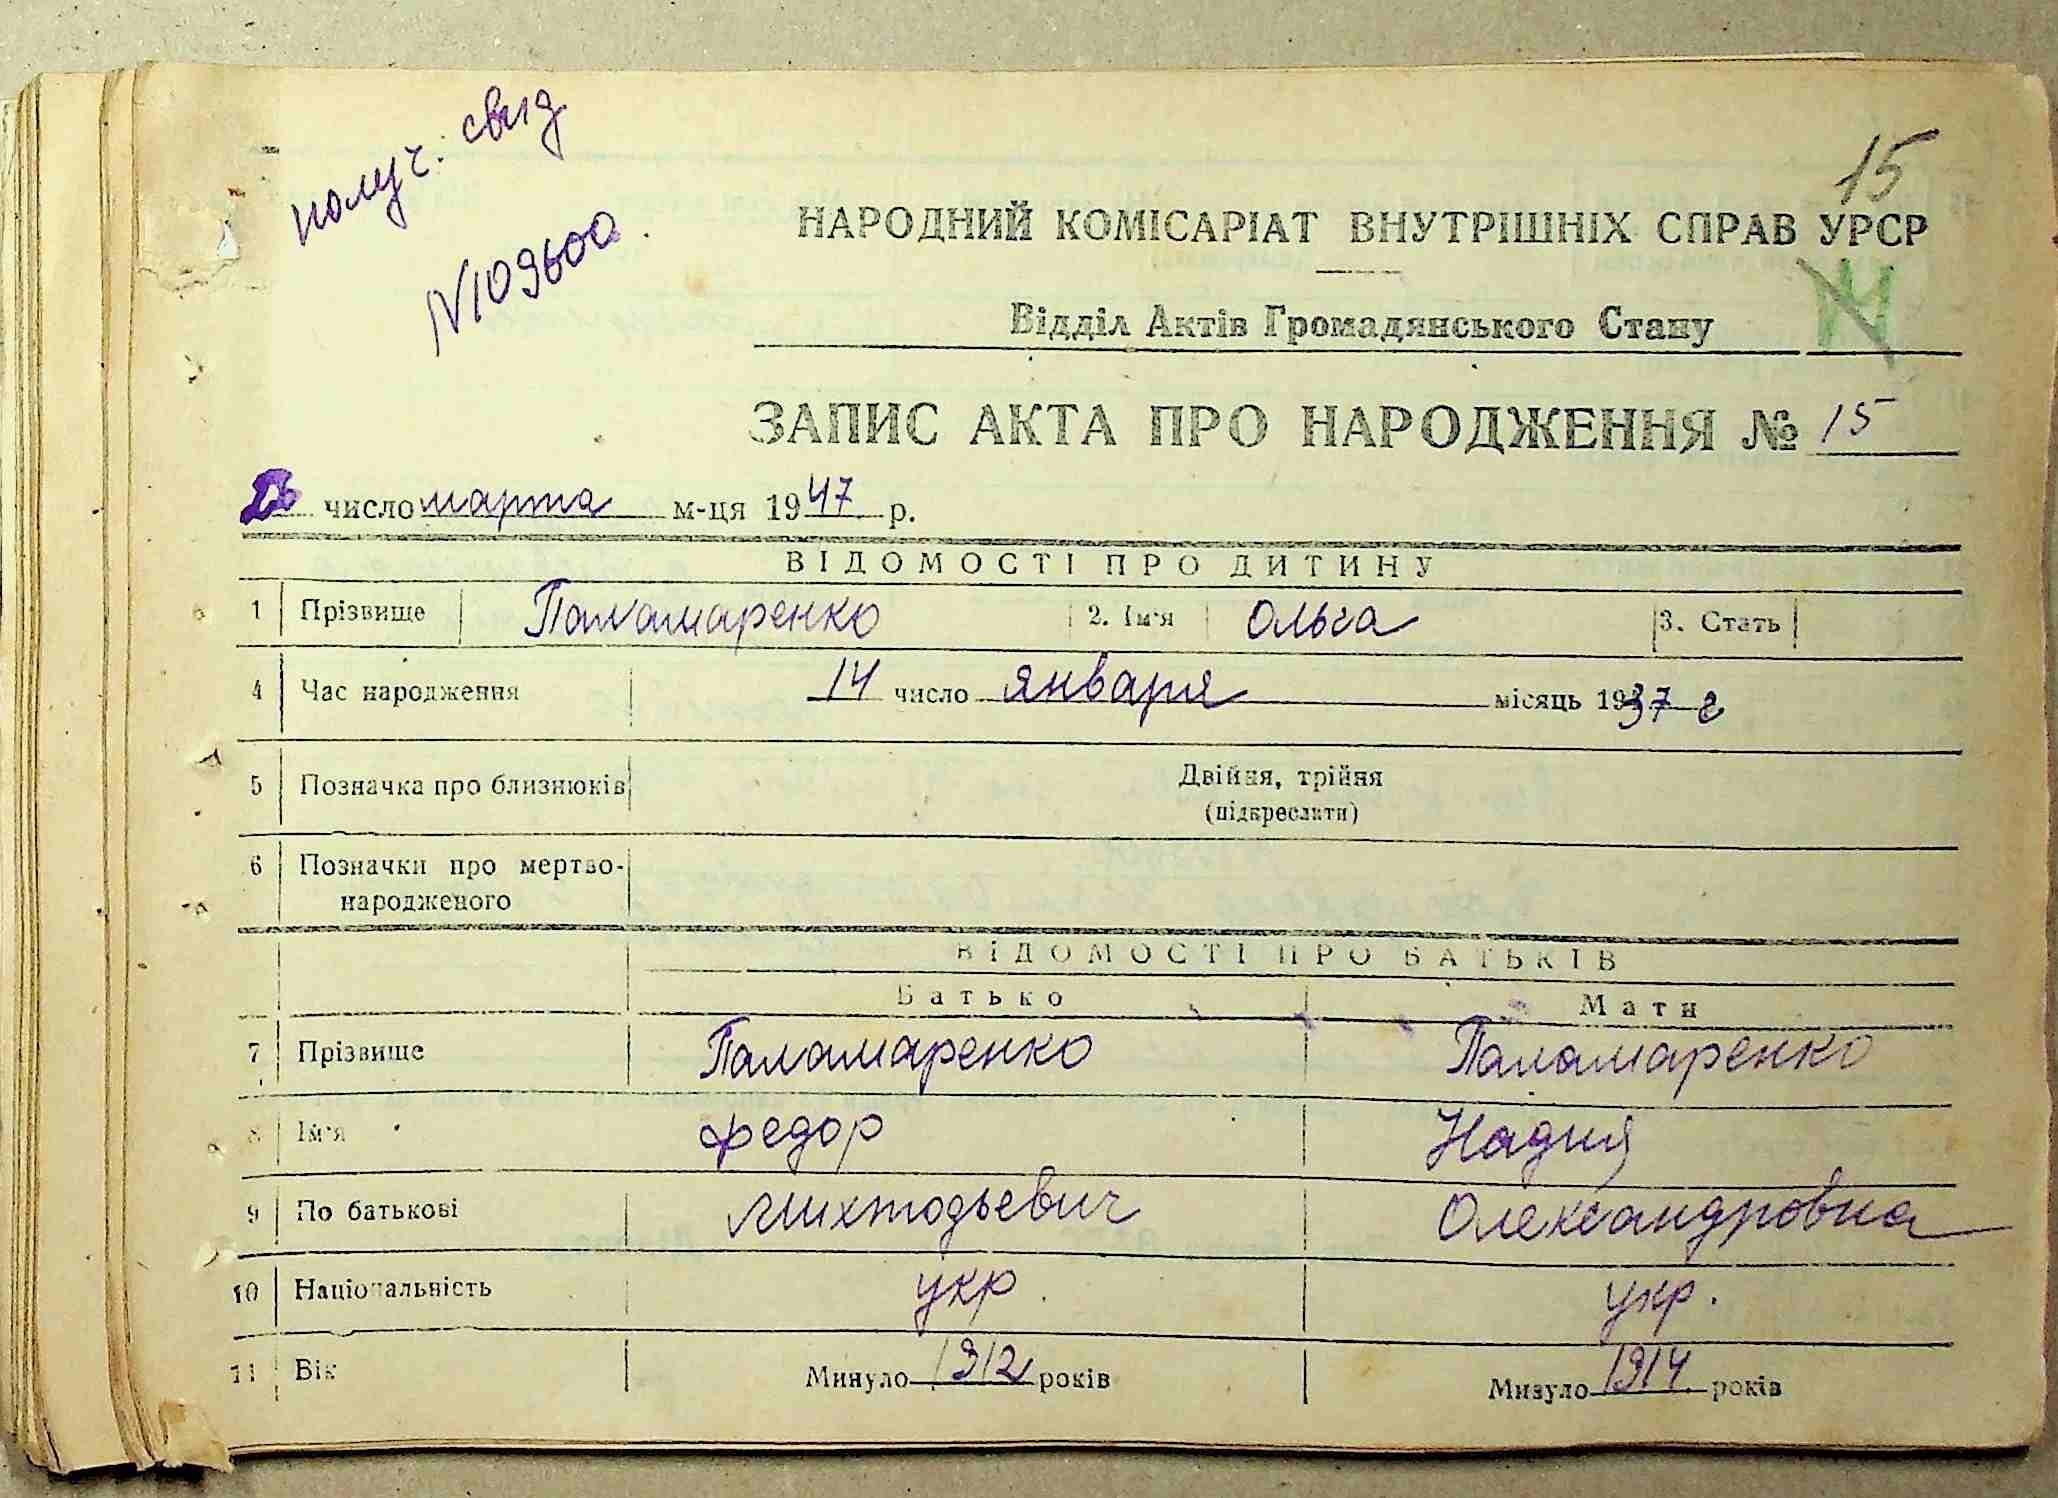 получ. свид
№109600
15
НАРОДНИЙ КОМІСАРІАТ ВНУТРІШНІХ СПРАВ УРСР
Відділ Актів Громадянського Стану
ЗАПИС АКТА ПРО НАРОДЖЕННЯ № 15
число марта м-ця 1947 р.
ВІДОМОСТІ ПРО ДИТИНУ
1 Прізвище Паламаренко 2. Ім'я Ольга 3. Стать
4 Час народження 14 число января місяць 1937 г
5 Позначка про близнюків Двійня, трійня
(підкреслити)
6 Позначки про мертво-
народженого
ВІДОМОСТІ ПРО БАТЬКІВ
Батько Мати
7 Прізвище Паламаренко Паламаренко
8 Ім'я Федор Надия
9 По батькові Михтодьевич Олександровна
10 Національність укр. укр.
11 Вік Минуло 1912 років Минуло 1914 років